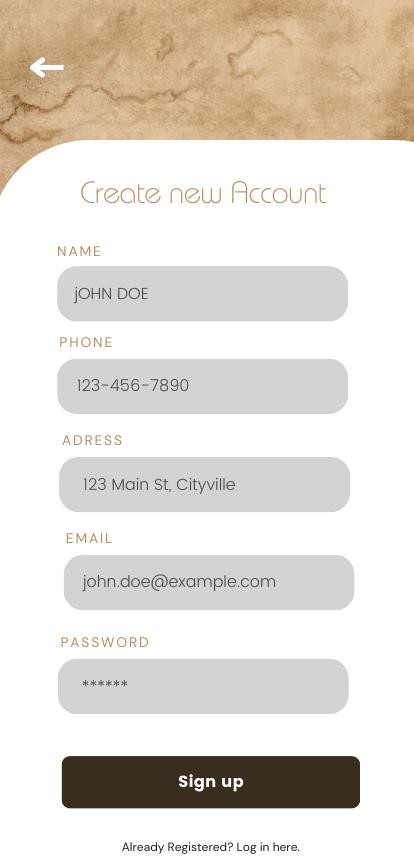 Create new Account
NAME
jOHN DOE
PHONE
123-456-7890
ADRESS
123 Main St, Cityville
EMAIL
john.doe@example.com
PASSWORD
******
Sign up
Already Registered? Log in here.